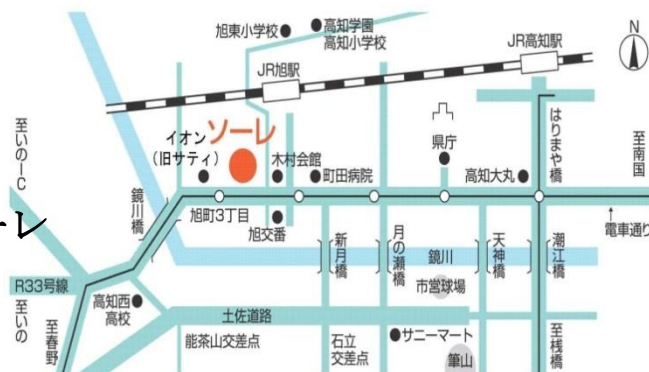 旭東小学校
高知学園
高知小学校
JR高知駅
N
JR旭駅
至いのIC
イオン
(旧サティ)
ソーレ
木村会館
町田病院
県庁
高知大丸
はりまや橋
至南国
鏡川橋
旭町3丁目
旭交番
新月橋
月の瀬橋
鏡川
市営球場
天神橋
潮江橋
電車通り
ーレ
R33号線
至いの
至春野
高知西
高校
土佐道路
能茶山交差点
石立
交差点
サニーマート
筆山
至桟橋